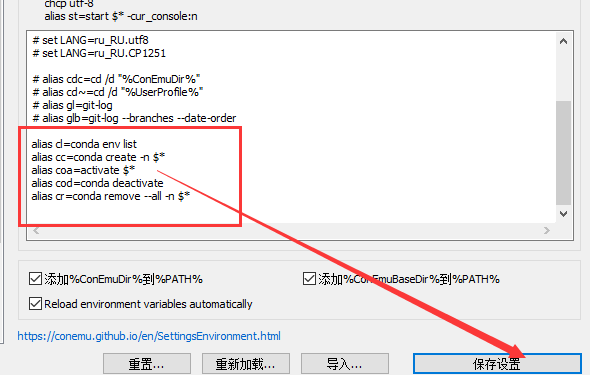 chcp utf-8
alias st=start $* -cur_console:n
# set LANG=ru_RU.utf8
# set LANG=ru_RU.CP1251
# alias cdc=cd /d "%ConEmuDir%"
# alias cd~=cd /d "%UserProfile%"
# alias gl=git-log
# alias glb=git-log --branches --date-order
alias cl=conda env list
alias cc=conda create -n $*
alias coa=activate $*
alias cod=conda deactivate
alias cr=conda remove --all -n $*
添加%ConEmuDir%到%PATH% 添加%ConEmuBaseDir%到%PATH%
Reload environment variables automatically
https://conemu.github.io/en/SettingsEnvironment.html
重置... 重新加载... 导入... 保存设置